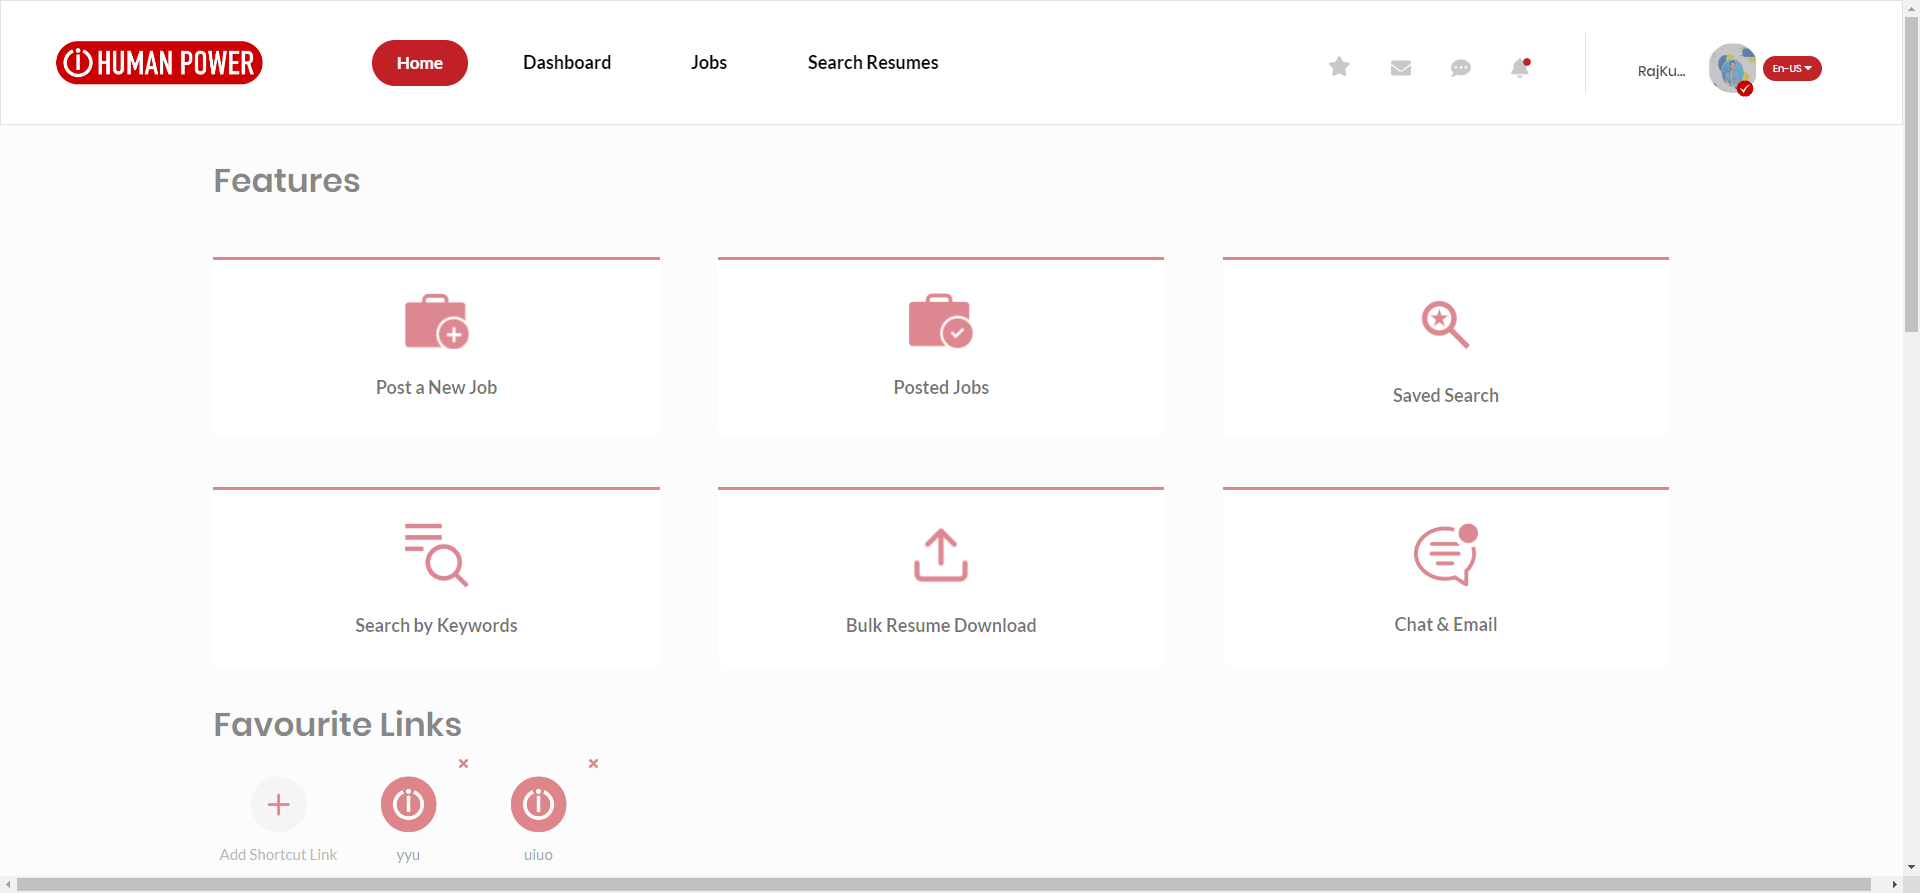 HUMAN POWER
Home
Dashboard
Jobs
Search Resumes
RajKu...
En-US
Features
Post a New Job
Posted Jobs
Saved Search
Search by Keywords
Bulk Resume Download
Chat & Email
Favourite Links
Add Shortcut Link
yyu
uiuo